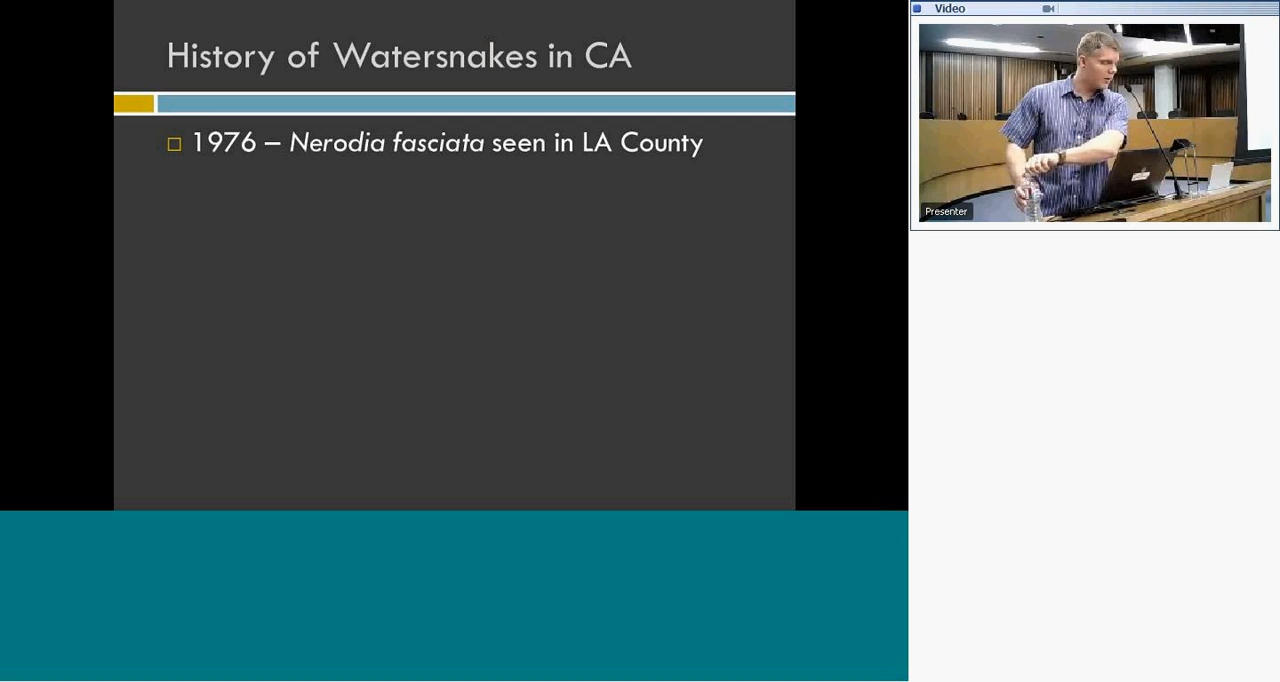 History of Watersnakes in CA
1976 – Nerodia fasciata seen in LA County
Video
Presenter